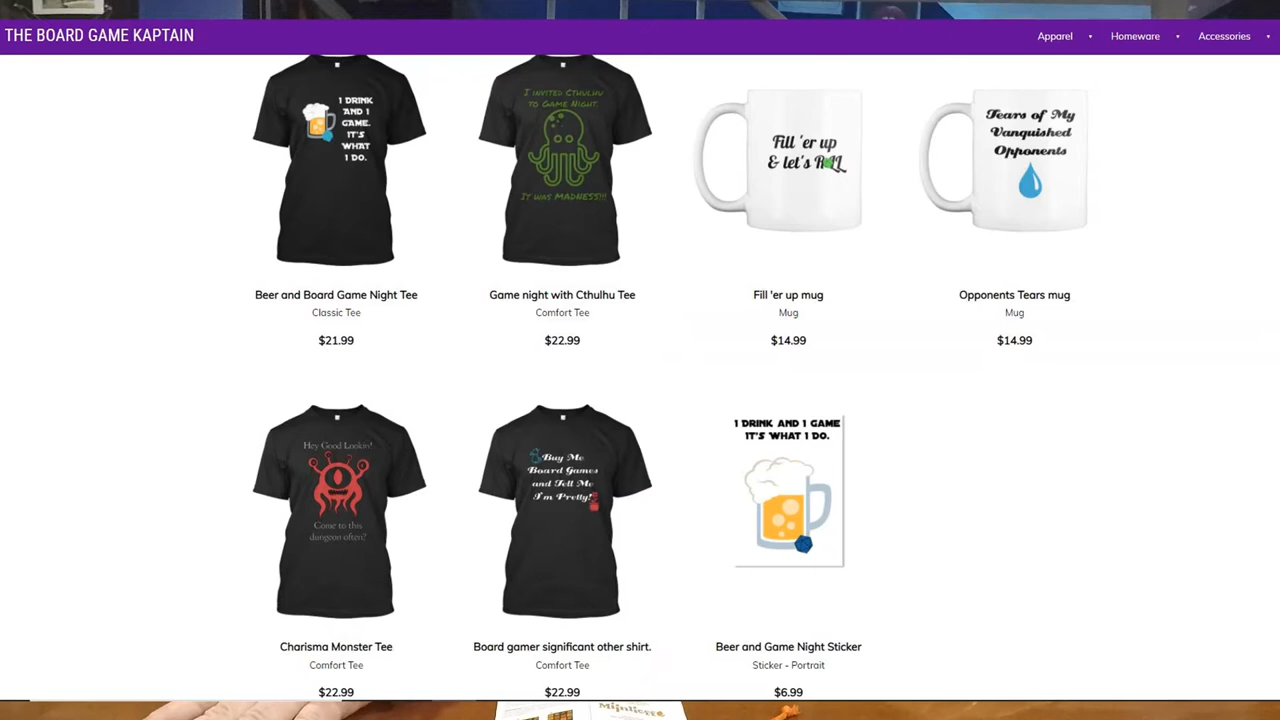 THE BOARD GAME KAPTAIN
Apparel
Homeware
Accessories
I DRINK
AND I
GAME.
IT'S
WHAT
I DO.
I INVITED CTHULHU
TO GAME NIGHT.
IT WAS MADNESS!!!
Fill 'er up
& let's ROLL
Tears of My
Vanquished
Opponents
Beer and Board Game Night Tee
Classic Tee
$21.99
Game night with Cthulhu Tee
Comfort Tee
$22.99
Fill 'er up mug
Mug
$14.99
Opponents Tears mug
Mug
$14.99
Hey Good Lookin!
Come to this
dungeon often?
Buy Me
Board Games
and Tell Me
I'm Pretty!
I DRINK AND I GAME
IT'S WHAT I DO.
Charisma Monster Tee
Comfort Tee
$22.99
Board gamer significant other shirt.
Comfort Tee
$22.99
Beer and Game Night Sticker
Sticker - Portrait
$6.99
Mijnlieff